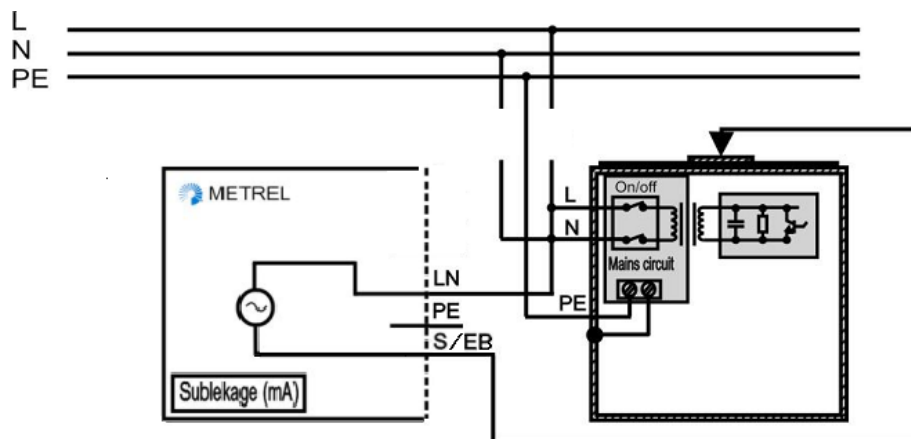 L
N
PE
METREL
On/off
L
N
Mains circuit
LN
PE
PE
S/EB
Sublekage (mA)